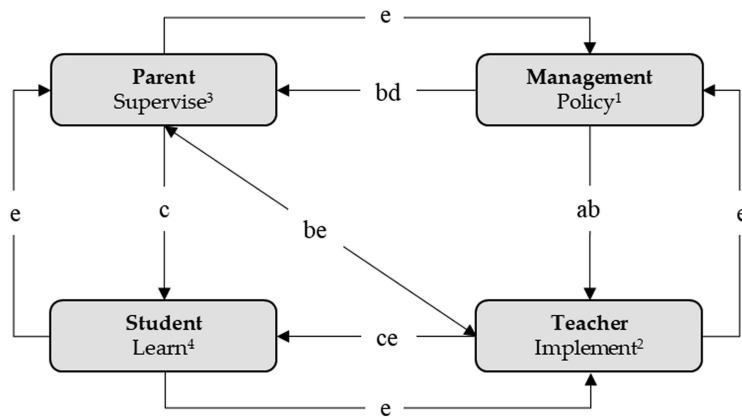 e
Parent
Supervise³
bd
Management
Policy¹
e
c
be
ab
e
Student
Learn⁴
ce
Teacher
Implement²
e